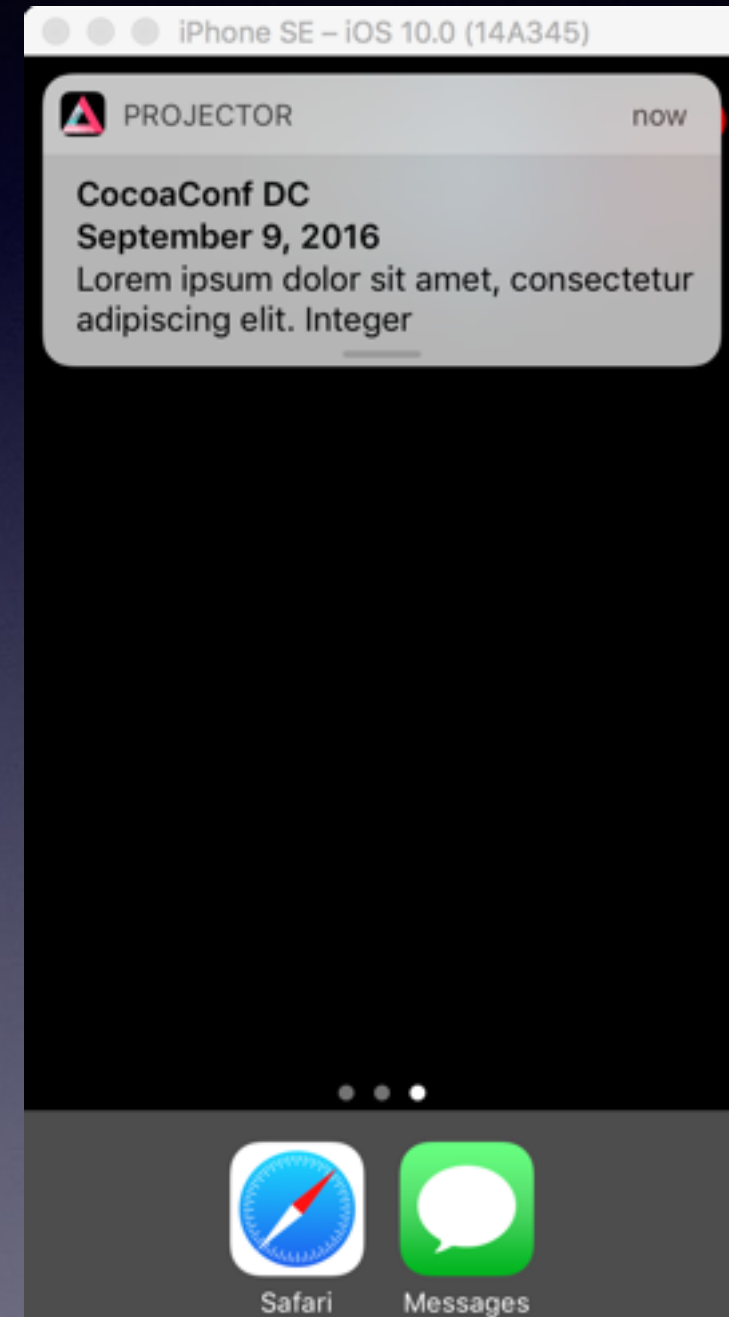 iPhone SE – iOS 10.0 (14A345)
PROJECTOR now
CocoaConf DC
September 9, 2016
Lorem ipsum dolor sit amet, consectetur
adipiscing elit. Integer
Safari Messages